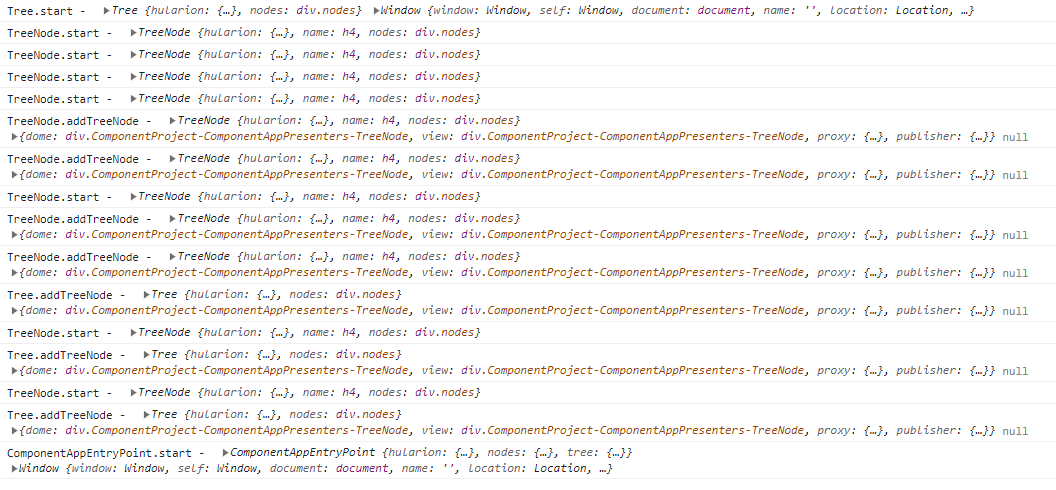 Tree.start - ▶Tree {hularion: {…}, nodes: div.nodes} ▶Window {window: Window, self: Window, document: document, name: '', location: Location, …}
TreeNode.start - ▶TreeNode {hularion: {…}, name: h4, nodes: div.nodes}
TreeNode.start - ▶TreeNode {hularion: {…}, name: h4, nodes: div.nodes}
TreeNode.start - ▶TreeNode {hularion: {…}, name: h4, nodes: div.nodes}
TreeNode.start - ▶TreeNode {hularion: {…}, name: h4, nodes: div.nodes}
TreeNode.addTreeNode - ▶TreeNode {hularion: {…}, name: h4, nodes: div.nodes}
▶{dome: div.ComponentProject-ComponentAppPresenters-TreeNode, view: div.ComponentProject-ComponentAppPresenters-TreeNode, proxy: {…}, publisher: {…}} null
TreeNode.addTreeNode - ▶TreeNode {hularion: {…}, name: h4, nodes: div.nodes}
▶{dome: div.ComponentProject-ComponentAppPresenters-TreeNode, view: div.ComponentProject-ComponentAppPresenters-TreeNode, proxy: {…}, publisher: {…}} null
TreeNode.start - ▶TreeNode {hularion: {…}, name: h4, nodes: div.nodes}
TreeNode.addTreeNode - ▶TreeNode {hularion: {…}, name: h4, nodes: div.nodes}
▶{dome: div.ComponentProject-ComponentAppPresenters-TreeNode, view: div.ComponentProject-ComponentAppPresenters-TreeNode, proxy: {…}, publisher: {…}} null
TreeNode.addTreeNode - ▶TreeNode {hularion: {…}, name: h4, nodes: div.nodes}
▶{dome: div.ComponentProject-ComponentAppPresenters-TreeNode, view: div.ComponentProject-ComponentAppPresenters-TreeNode, proxy: {…}, publisher: {…}} null
Tree.addTreeNode - ▶Tree {hularion: {…}, nodes: div.nodes}
▶{dome: div.ComponentProject-ComponentAppPresenters-TreeNode, view: div.ComponentProject-ComponentAppPresenters-TreeNode, proxy: {…}, publisher: {…}} null
TreeNode.start - ▶TreeNode {hularion: {…}, name: h4, nodes: div.nodes}
Tree.addTreeNode - ▶Tree {hularion: {…}, nodes: div.nodes}
▶{dome: div.ComponentProject-ComponentAppPresenters-TreeNode, view: div.ComponentProject-ComponentAppPresenters-TreeNode, proxy: {…}, publisher: {…}} null
TreeNode.start - ▶TreeNode {hularion: {…}, name: h4, nodes: div.nodes}
Tree.addTreeNode - ▶Tree {hularion: {…}, nodes: div.nodes}
▶{dome: div.ComponentProject-ComponentAppPresenters-TreeNode, view: div.ComponentProject-ComponentAppPresenters-TreeNode, proxy: {…}, publisher: {…}} null
ComponentAppEntryPoint.start - ▶ComponentAppEntryPoint {hularion: {…}, nodes: {…}, tree: {…}}
▶Window {window: Window, self: Window, document: document, name: '', location: Location, …}